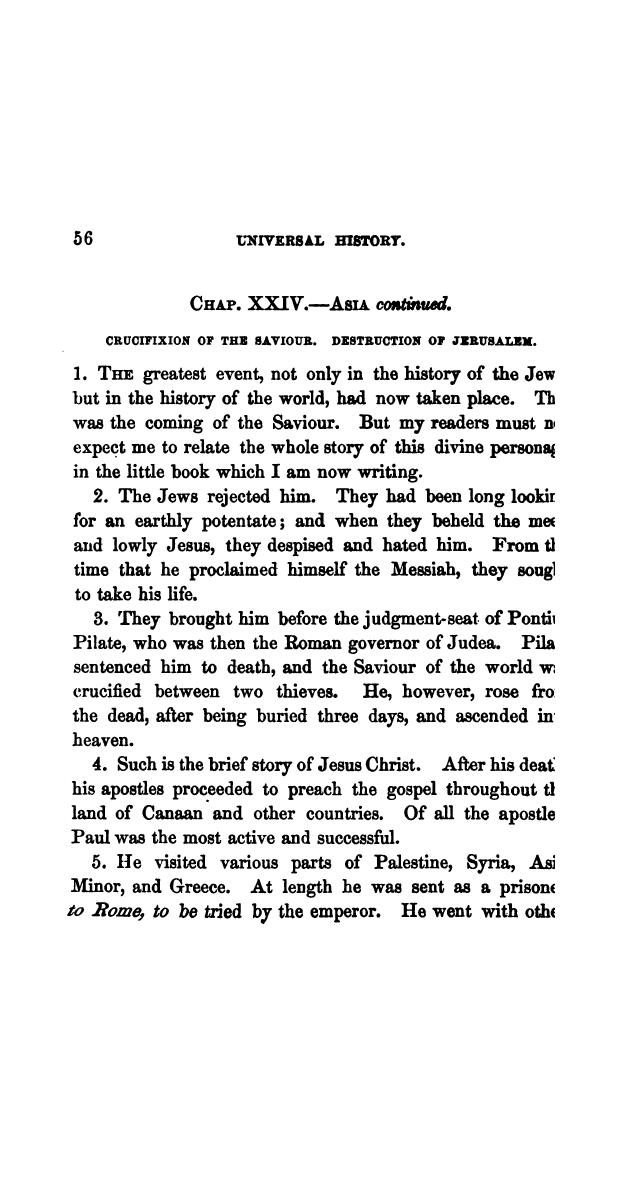 56 UNIVERSAL HISTORY.
CHAP. XXIV.—ASIA continued.
CRUCIFIXION OF THE SAVIOUR. DESTRUCTION OF JERUSALEM.
1. THE greatest event, not only in the history of the Jew
but in the history of the world, had now taken place. Th
was the coming of the Saviour. But my readers must n
expect me to relate the whole story of this divine personag
in the little book which I am now writing.
2. The Jews rejected him. They had been long lookin
for an earthly potentate; and when they beheld the mee
and lowly Jesus, they despised and hated him. From t
time that he proclaimed himself the Messiah, they soug
to take his life.
3. They brought him before the judgment-seat of Ponti
Pilate, who was then the Roman governor of Judea. Pila
sentenced him to death, and the Saviour of the world w
crucified between two thieves. He, however, rose fro
the dead, after being buried three days, and ascended in
heaven.
4. Such is the brief story of Jesus Christ. After his deat
his apostles proceeded to preach the gospel throughout t
land of Canaan and other countries. Of all the apostle
Paul was the most active and successful.
5. He visited various parts of Palestine, Syria, Asi
Minor, and Greece. At length he was sent as a prisone
to Rome, to be tried by the emperor. He went with othe